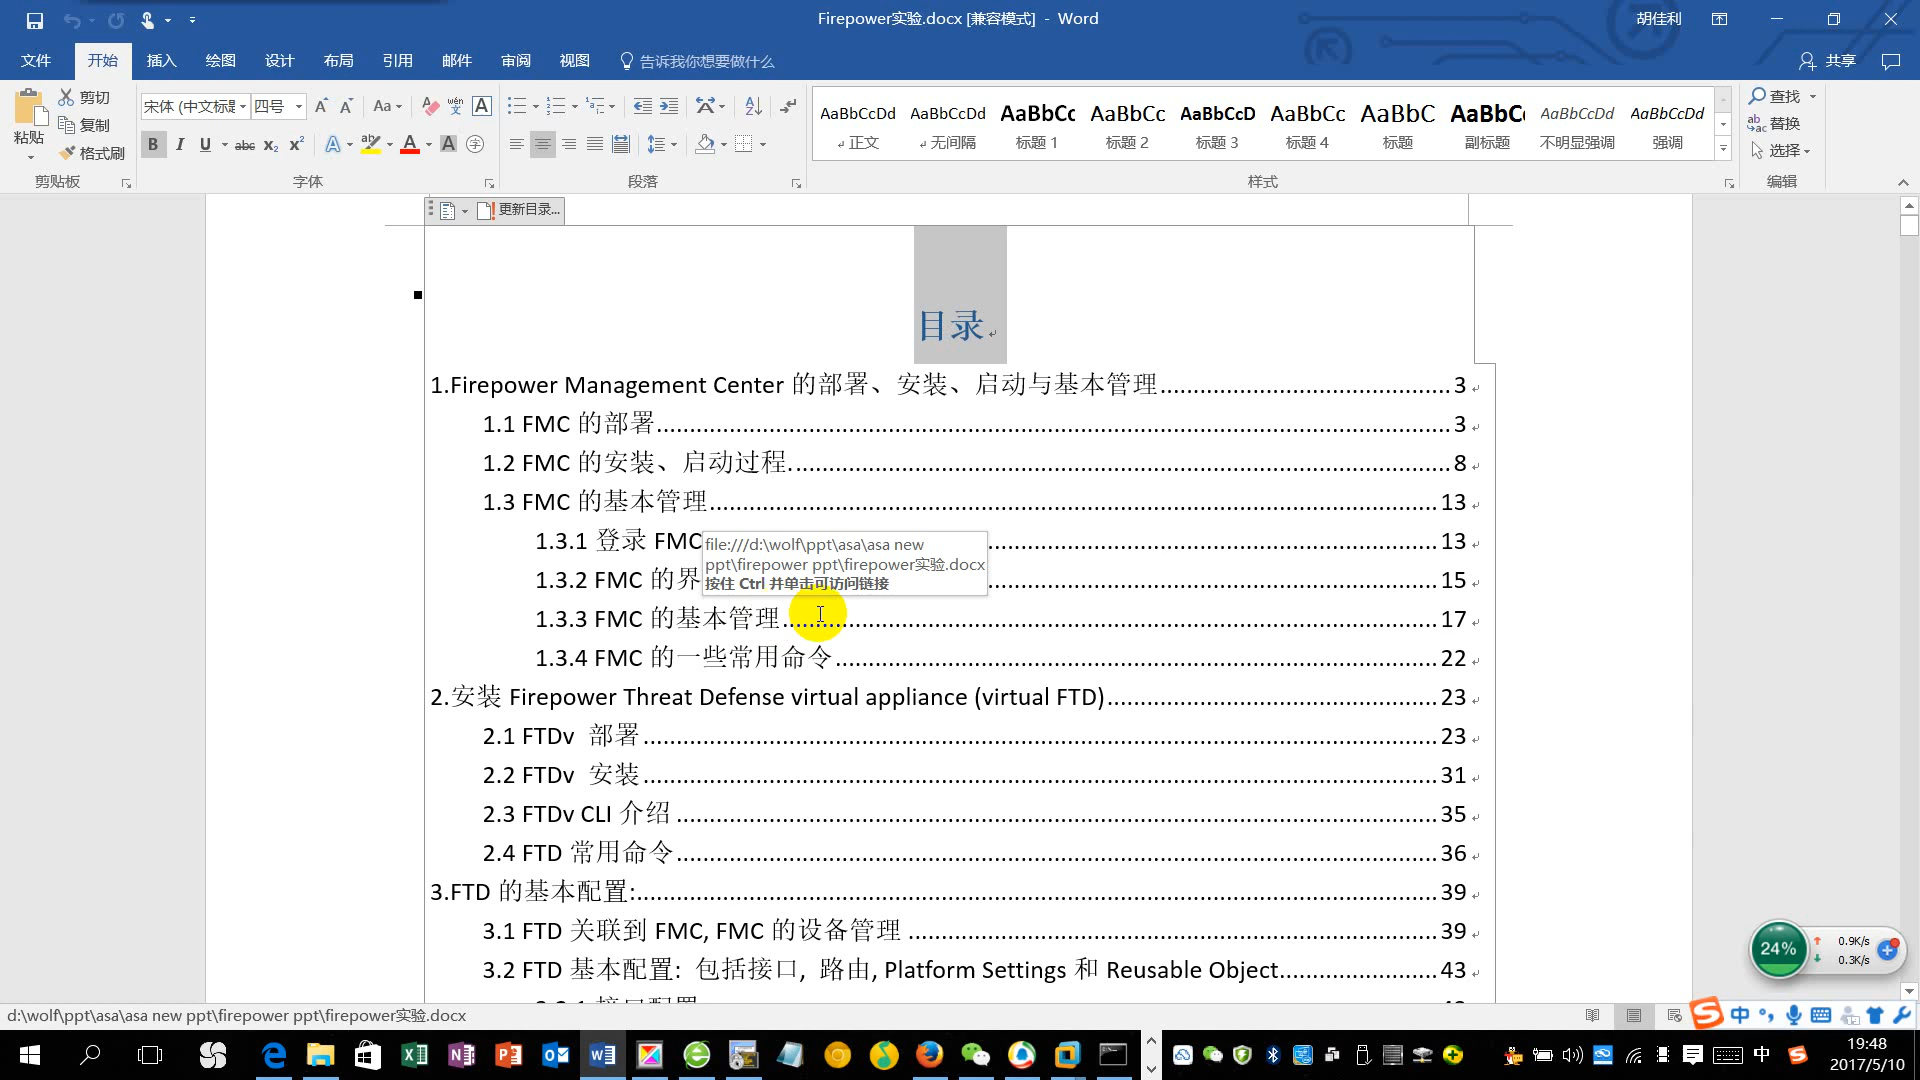 Firepower实验.docx [兼容模式] - Word
胡佳利
文件 开始 插入 绘图 设计 布局 引用 邮件 审阅 视图 告诉我你想要做什么 共享
粘贴 剪切 复制 格式刷
宋体 (中文标题 四号
AaBbCcDd AaBbCcDd AaBbCc AaBbCc AaBbCcD AaBbCc AaBbC AaBbC AaBbCcDd AaBbCcDd
正文 无间隔 标题 1 标题 2 标题 3 标题 4 标题 副标题 不明显强调 强调
查找
替换
选择
剪贴板 字体 段落 样式 编辑
更新目录...
目录
1.Firepower Management Center 的部署、安装、启动与基本管理 3
1.1 FMC 的部署 3
1.2 FMC 的安装、启动过程 8
1.3 FMC 的基本管理 13
1.3.1 登录 FMC 13
file:///d:\wolf\ppt\asa\asa new
ppt\firepower ppt\firepower实验.docx
按住 Ctrl 并单击可访问链接
1.3.2 FMC 的界 15
1.3.3 FMC 的基本管理 17
1.3.4 FMC 的一些常用命令 22
2.安装 Firepower Threat Defense virtual appliance (virtual FTD) 23
2.1 FTDv 部署 23
2.2 FTDv 安装 31
2.3 FTDv CLI 介绍 35
2.4 FTD 常用命令 36
3.FTD 的基本配置: 39
3.1 FTD 关联到 FMC, FMC 的设备管理 39
3.2 FTD 基本配置: 包括接口, 路由, Platform Settings 和 Reusable Object 43
24% 0.9K/s
0.3K/s
d:\wolf\ppt\asa\asa new ppt\firepower ppt\firepower实验.docx
中
中
19:48
2017/5/10